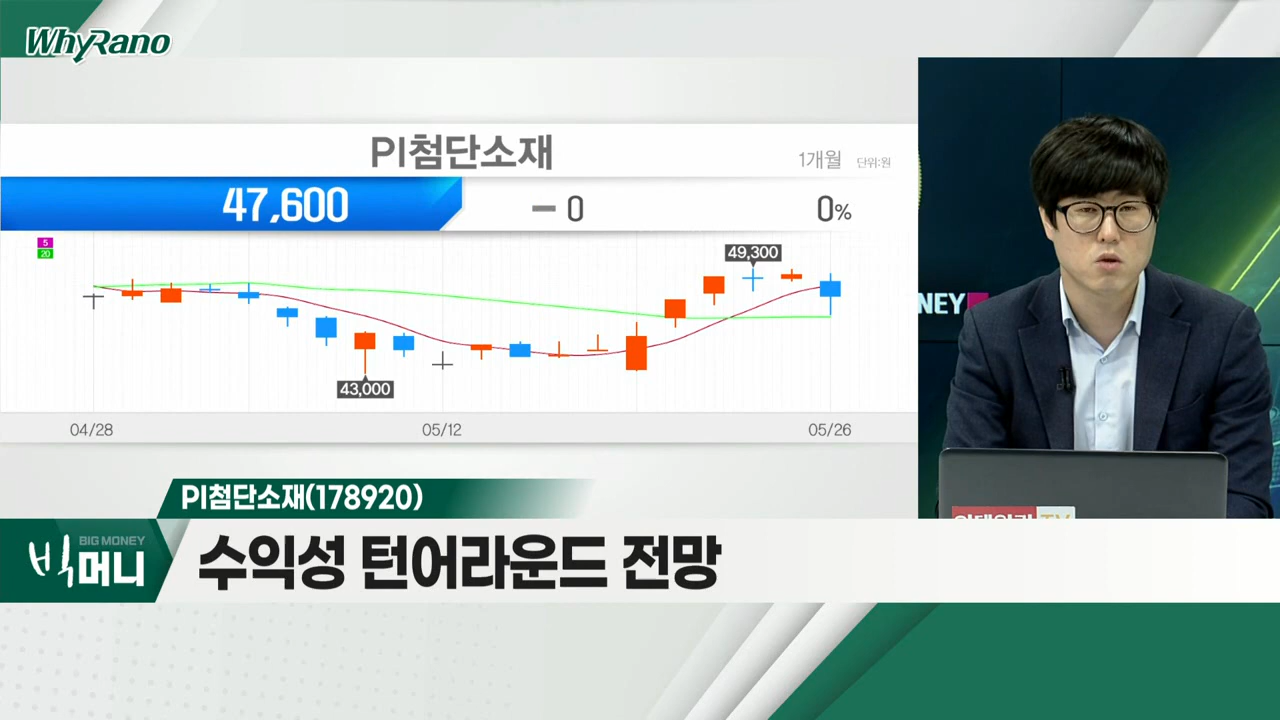 WhyRano
PI첨단소재
1개월 단위:원
47,600 0 0%
5
20
49,300
43,000
04/28 05/12 05/26
NEY
PI첨단소재(178920)
BIG MONEY
빅머니
수익성 턴어라운드 전망